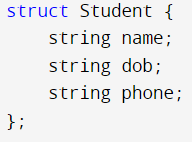 struct Student {
    string name;
    string dob;
    string phone;
};